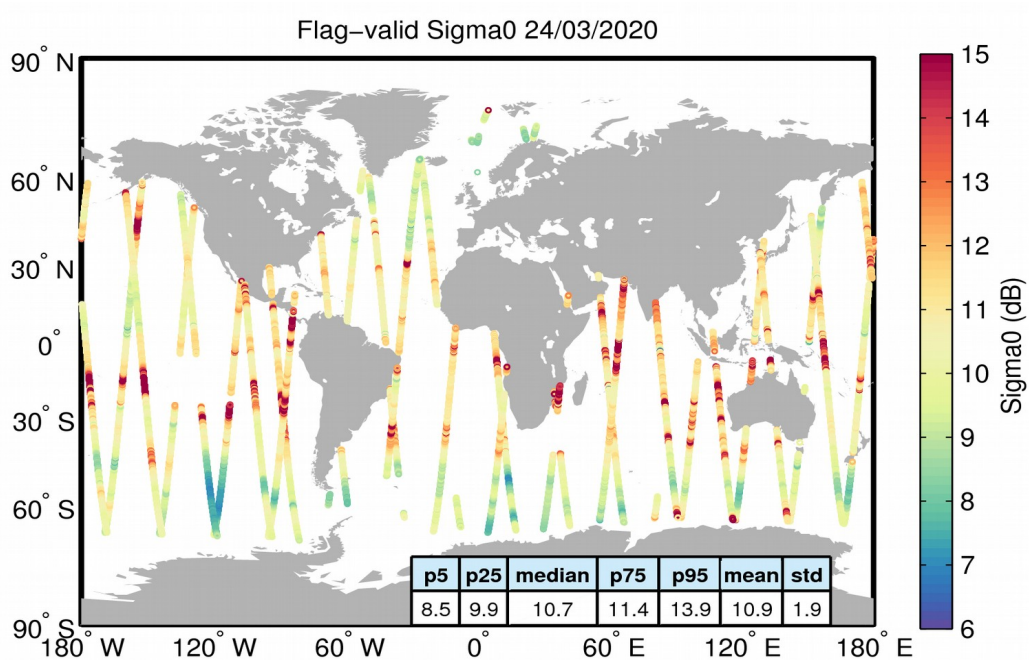 Flag−valid Sigma0 24/03/2020
90° N
60° N
30° N
0°
30° S
60° S
90° S
180° W 120° W 60° W 0° 60° E 120° E 180° E
p5 p25 median p75 p95 mean std
8.5 9.9 10.7 11.4 13.9 10.9 1.9
15
14
13
12
11
10
9
8
7
6
Sigma0 (dB)